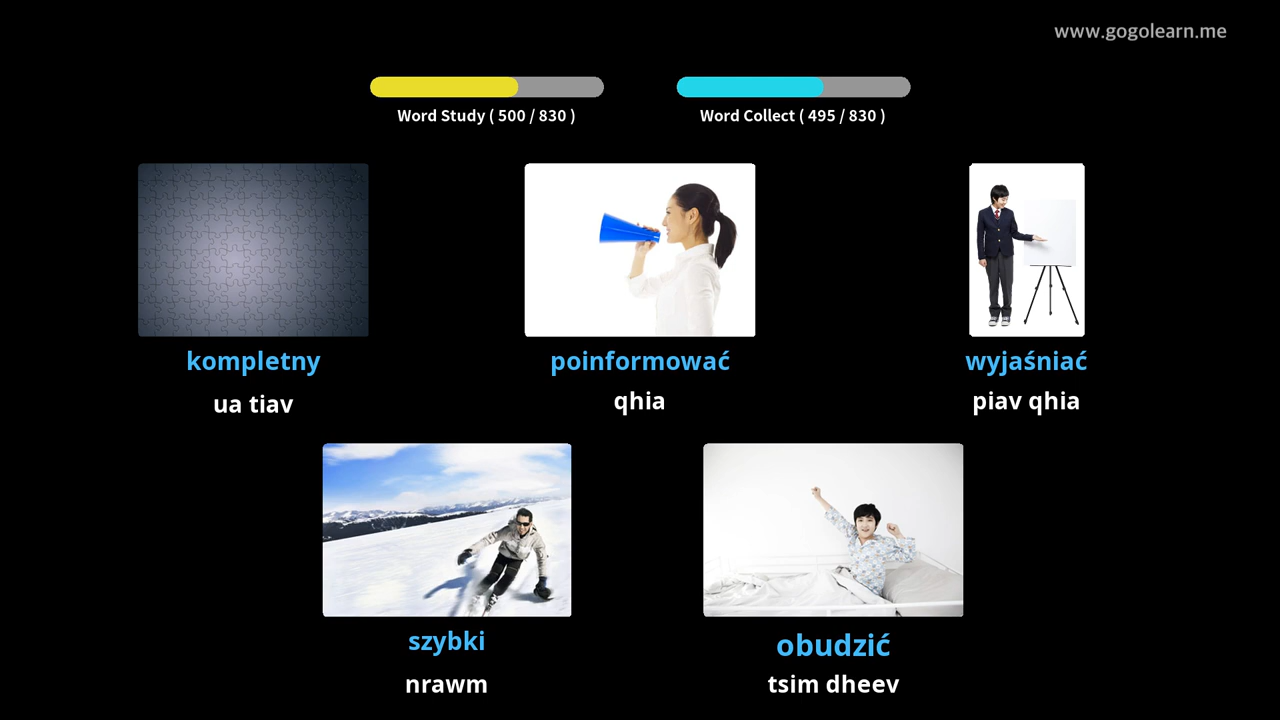 www.gogolearn.me
Word Study ( 500 / 830 )
Word Collect ( 495 / 830 )
kompletny
ua tiav
poinformować
qhia
wyjaśniać
piav qhia
szybki
nrawm
obudzić
tsim dheev